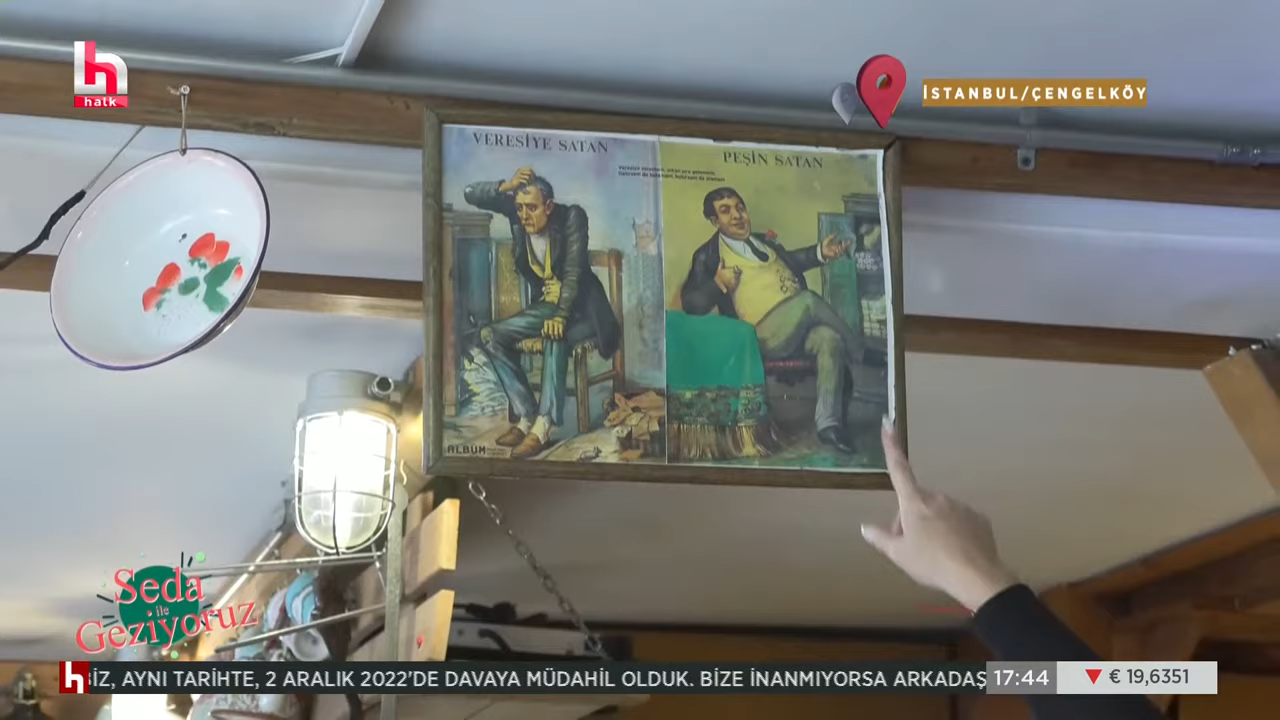 h
halk
İSTANBUL/ÇENGELKÖY
VERESİYE SATAN
PEŞİN SATAN
ALBÜM
Seda
ile
Geziyoruz
h
BİZ, AYNI TARİHTE, 2 ARALIK 2022'DE DAVAYA MÜDAHİL OLDUK. BİZE İNANMIYORSA ARKADAŞ
17:44
€ 19,6351